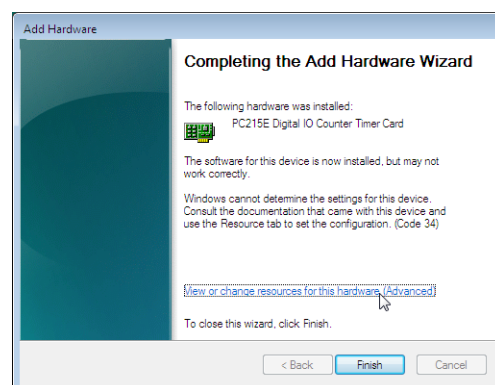 Add Hardware
Completing the Add Hardware Wizard
The following hardware was installed:
PC215E Digital IO Counter Timer Card
The software for this device is now installed, but may not
work correctly.
Windows cannot determine the settings for this device.
Consult the documentation that came with this device and
use the Resource tab to set the configuration. (Code 34)
View or change resources for this hardware (Advanced)
To close this wizard, click Finish.
< Back
Finish
Cancel